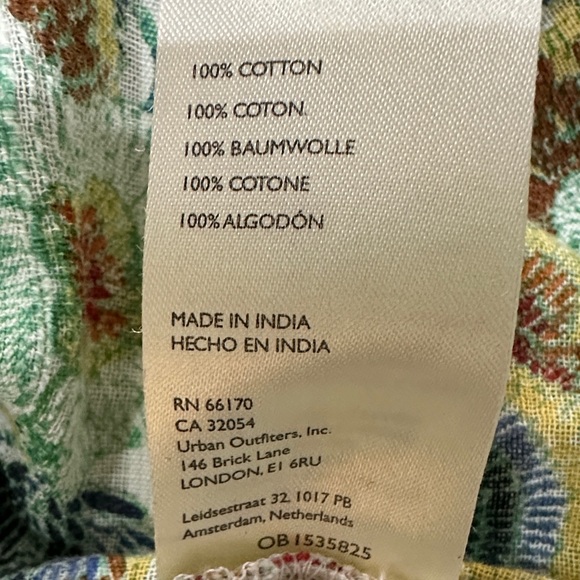 100% COTTON
100% COTON
100% BAUMWOLLE
100% COTONE
100% ALGODÓN
MADE IN INDIA
HECHO EN INDIA
RN 66170
CA 32054
Urban Outfiters, Inc.
146 Brick Lane
LONDON, E1 6RU
Leidsestraat 32, 1017 PB
Amsterdam, Netherlands
OB1535825